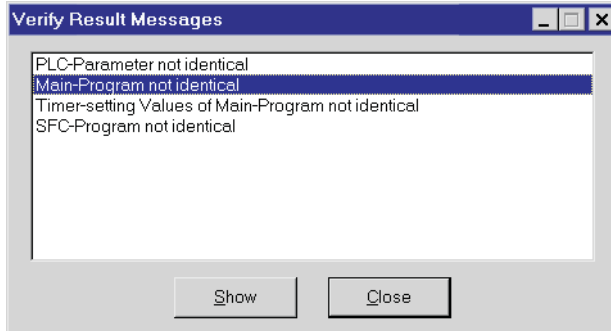 Verify Result Messages
PLC-Parameter not identical
Main-Program not identical
Timer-setting Values of Main-Program not identical
SFC-Program not identical
Show
Close